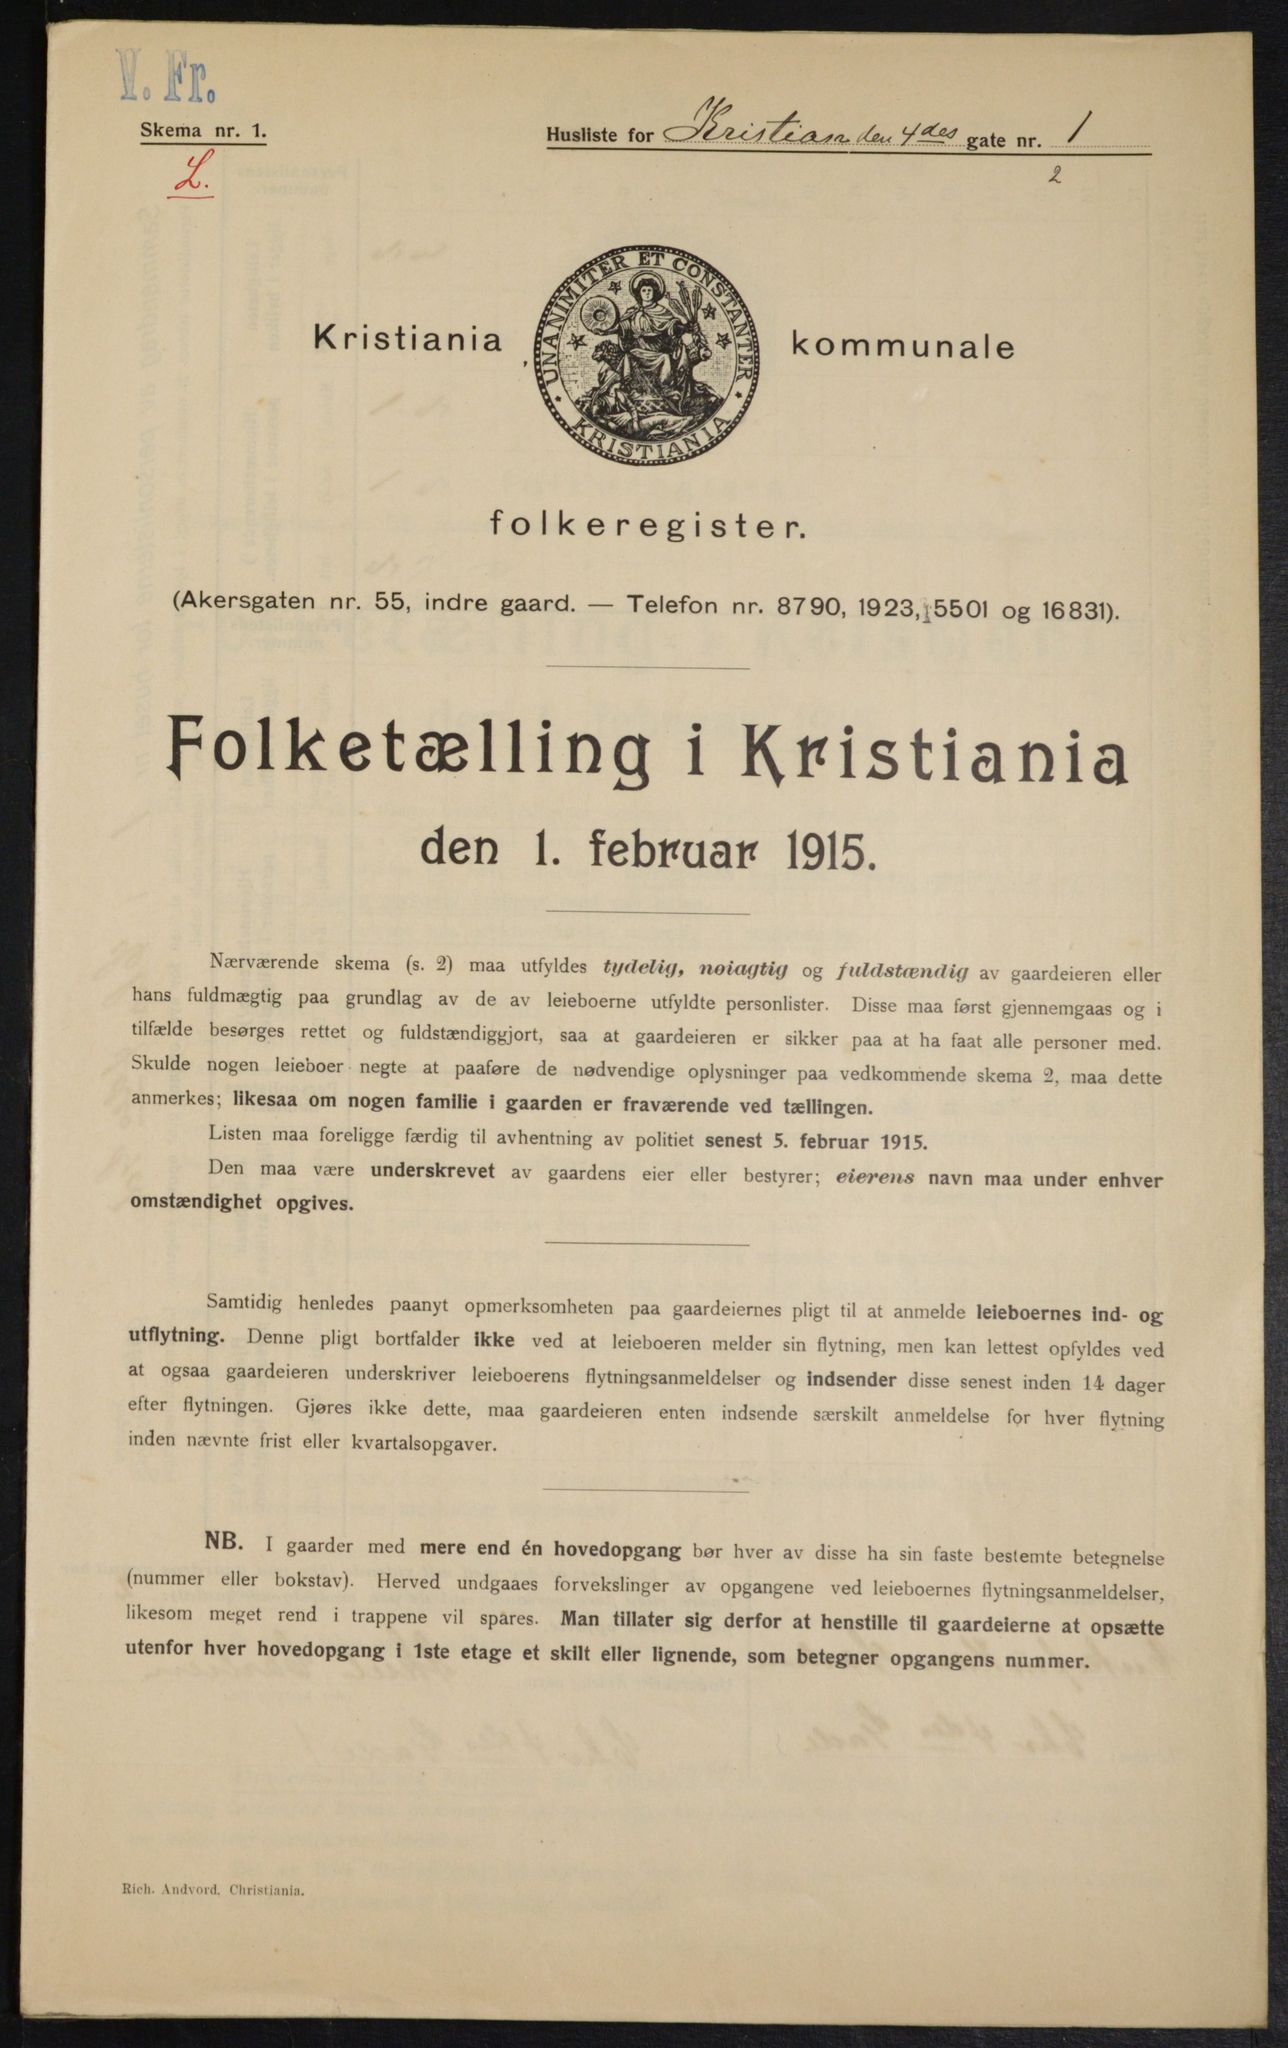 V. Fr.
Skema nr. 1.
L.
Husliste for Kristian den 4des gate nr. 1
2
UNANIMITER ET CONSTANTER
KRISTIANIA
Kristiania kommunale
folkeregister.
(Akersgaten nr. 55, indre gaard. — Telefon nr. 8790, 1923, 15501 og 16831).
Folketælling i Kristiania
den 1. februar 1915.
Nærværende skema (s. 2) maa utfyldes tydelig, nøiagtig og fuldstændig av gaardeieren eller
hans fuldmægtig paa grundlag av de av leieboerne utfyldte personlister. Disse maa først gjennemgaas og i
tilfælde besørges rettet og fuldstændiggjort, saa at gaardeieren er sikker paa at ha faat alle personer med.
Skulde nogen leieboer negte at paaføre de nødvendige oplysninger paa vedkommende skema 2, maa dette
anmerkes; likesaa om nogen familie i gaarden er fraværende ved tællingen.
Listen maa foreligge færdig til avhentning av politiet senest 5. februar 1915.
Den maa være underskrevet av gaardens eier eller bestyrer; eierens navn maa under enhver
omstændighet opgives.
Samtidig henledes paanyt opmerksomheten paa gaardeiernes pligt til at anmelde leieboernes ind- og
utflytning. Denne pligt bortfalder ikke ved at leieboeren melder sin flytning, men kan lettest opfyldes ved
at ogsaa gaardeieren underskriver leieboerens flytningsanmeldelser og indsender disse senest inden 14 dager
efter flytningen. Gjøres ikke dette, maa gaardeieren enten indsende særskilt anmeldelse for hver flytning
inden nævnte frist eller kvartalsopgaver.
NB. I gaarder med mere end én hovedopgang bør hver av disse ha sin faste bestemte betegnelse
(nummer eller bokstav). Herved undgaaes forvekslinger av opgangene ved leieboernes flytningsanmeldelser,
likesom meget rend i trappene vil spares. Man tillater sig derfor at henstille til gaardeierne at opsætte
utenfor hver hovedopgang i 1ste etage et skilt eller lignende, som betegner opgangens nummer.
Rich. Andvord, Christiania.